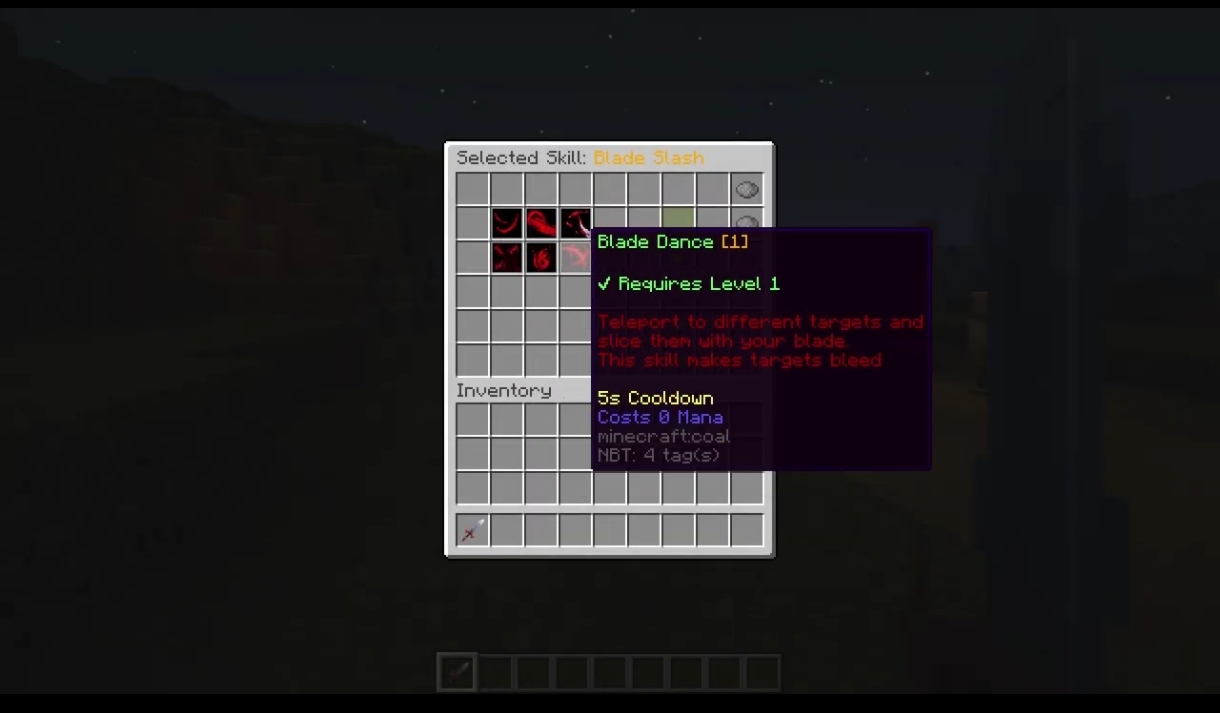 Selected Skill: Blade Slash
Blade Dance [1]
✓ Requires Level 1
Teleport to different targets and
slice them with your blade.
This skill makes targets bleed
Inventory
5s Cooldown
Costs 0 Mana
minecraft:coal
NBT: 4 tag(s)